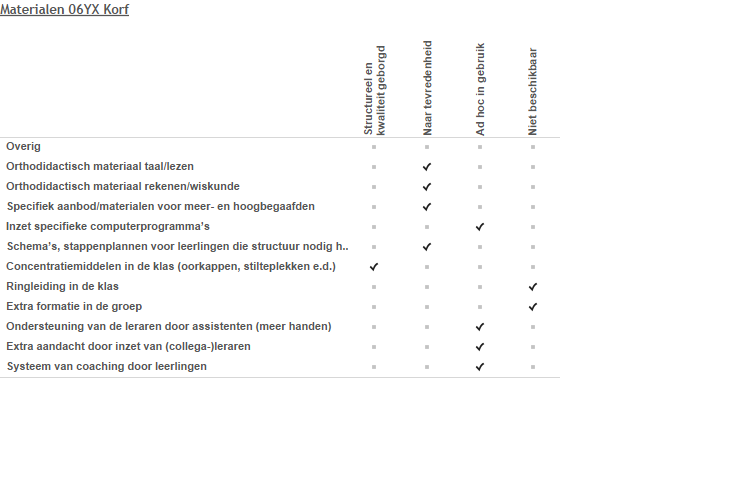 Materialen 06YX Korf
Structureel en
kwaliteit geborgd
Naar tevredenheid
Ad hoc in gebruik
Niet beschikbaar
Overig
Orthodidactisch materiaal taal/lezen
Orthodidactisch materiaal rekenen/wiskunde
Specifiek aanbod/materialen voor meer- en hoogbegaafden
Inzet specifieke computerprogramma's
Schema's, stappenplannen voor leerlingen die structuur nodig h..
Concentratiemiddelen in de klas (oorkappen, stilteplekken e.d.)
Ringleiding in de klas
Extra formatie in de groep
Ondersteuning van de leraren door assistenten (meer handen)
Extra aandacht door inzet van (collega-)leraren
Systeem van coaching door leerlingen